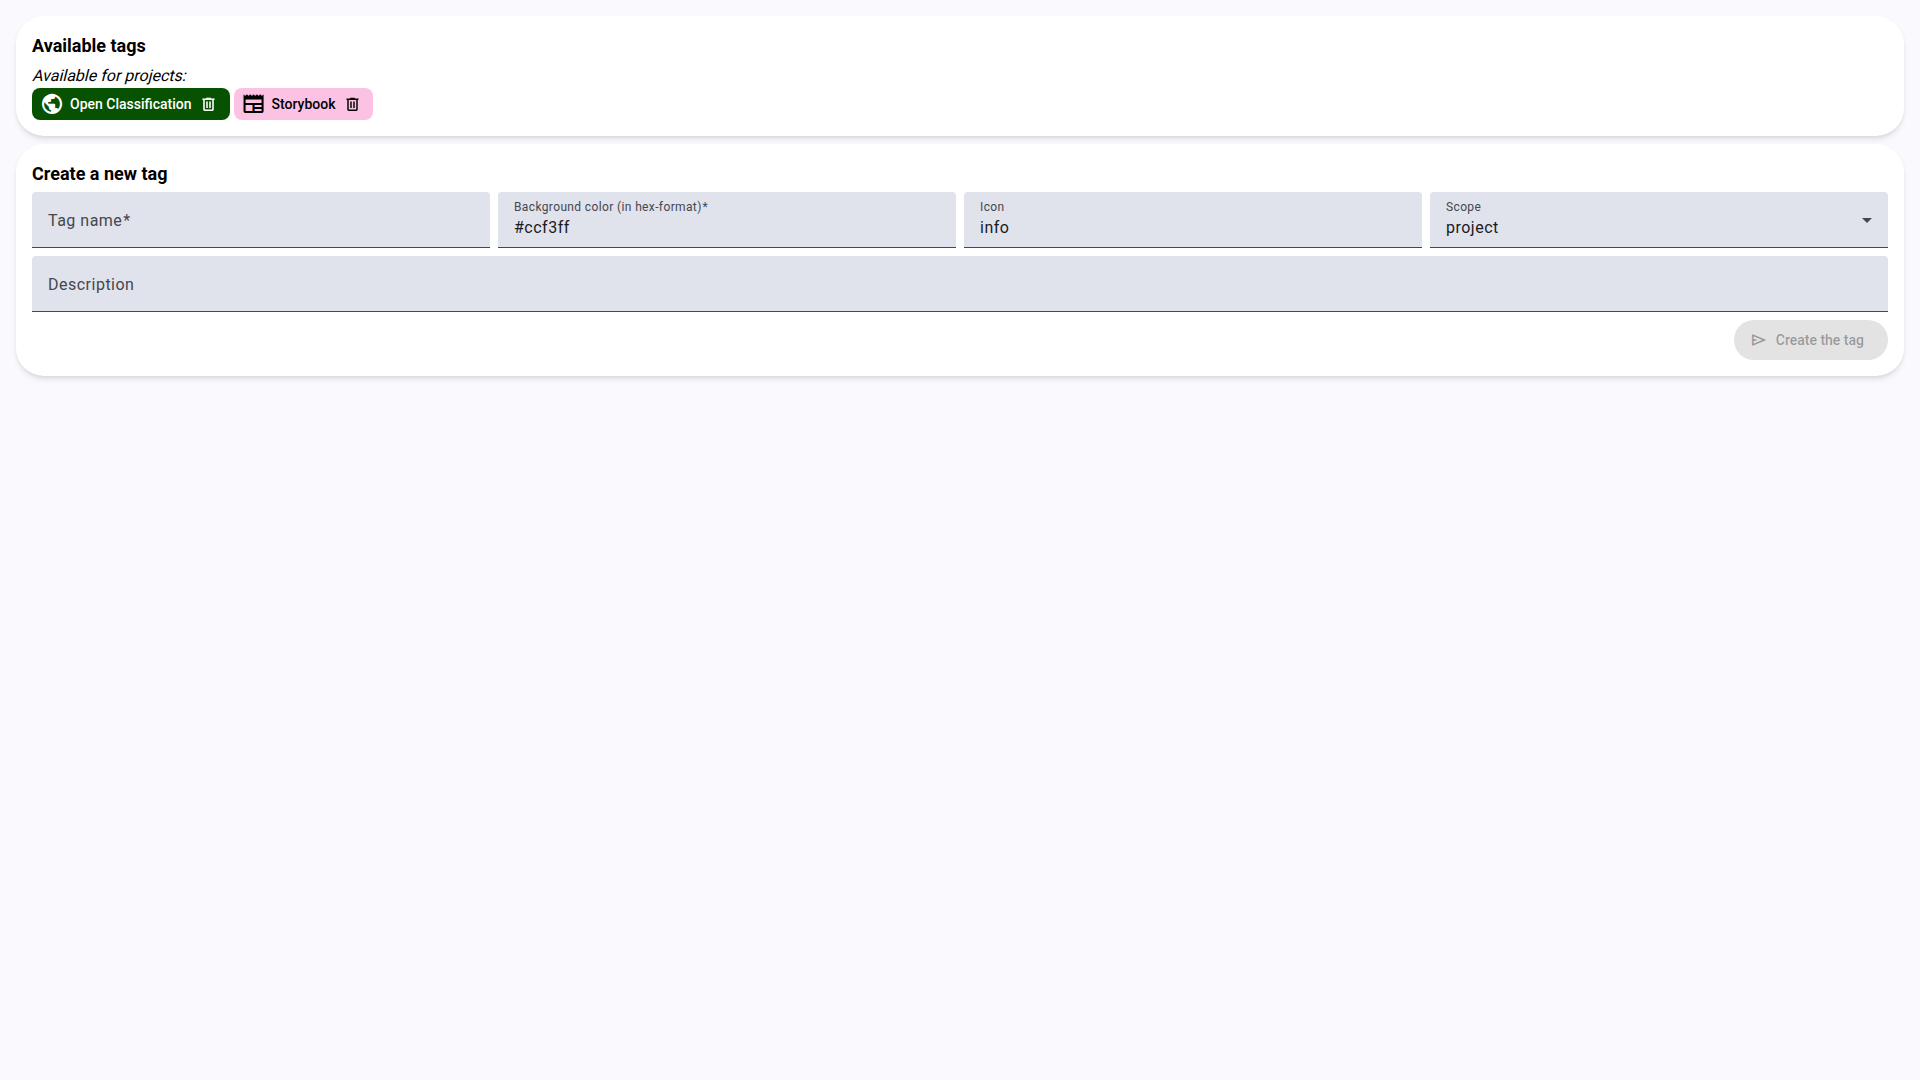 Available tags
Available for projects:
Open Classification Storybook
Create a new tag
Tag name* Background color (in hex-format)* #ccf3ff Icon info Scope project
Description
Create the tag